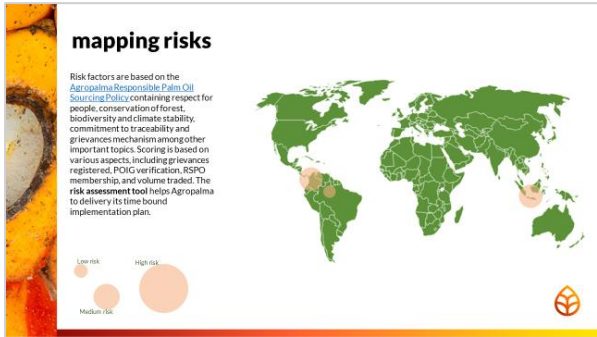 mapping risks
Risk factors are based on the
Agropalma Responsible Palm Oil
Sourcing Policy containing respect for
people, conservation of forest,
biodiversity and climate stability,
commitment to traceability and
grievances mechanism among other
important topics. Scoring is based on
various aspects, including grievances
registered, POIG verification, RSPO
membership, and volume traded. The
risk assessment tool helps Agropalma
to delivery its time bound
implementation plan.
Low risk
High risk
Medium risk